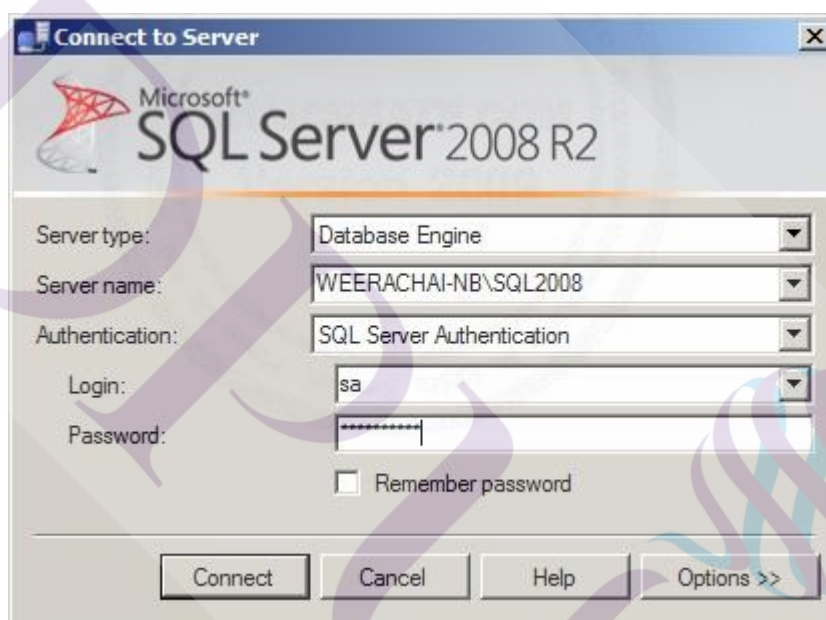 Connect to Server
Microsoft®
SQL Server® 2008 R2
Server type: Database Engine
Server name: WEERACHAI-NB\SQL2008
Authentication: SQL Server Authentication
Login: sa
Password: **********
Remember password
Connect Cancel Help Options >>